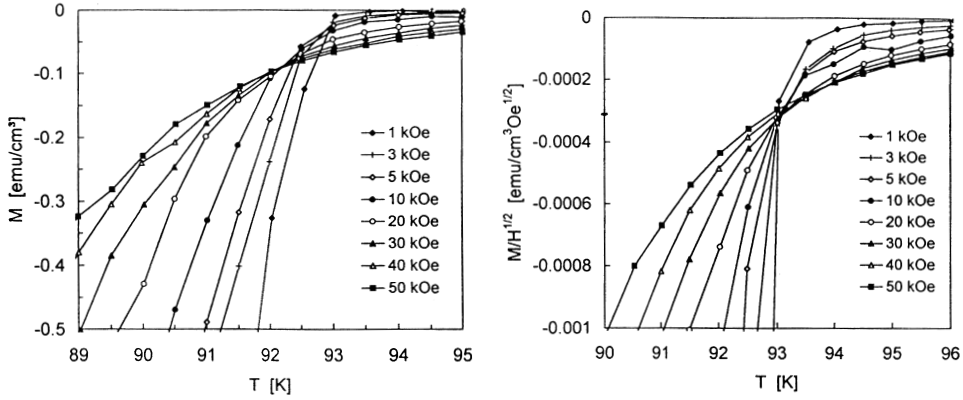 0
-0.1
-0.2
-0.3
-0.4
-0.5
M [emu/cm³]
1 kOe
3 kOe
5 kOe
10 kOe
20 kOe
30 kOe
40 kOe
50 kOe
89 90 91 92 93 94 95
T [K]
0
-0.0002
-0.0004
-0.0006
-0.0008
-0.001
M/H^1/2 [emu/cm³Oe^1/2]
1 kOe
3 kOe
5 kOe
10 kOe
20 kOe
30 kOe
40 kOe
50 kOe
90 91 92 93 94 95 96
T [K]